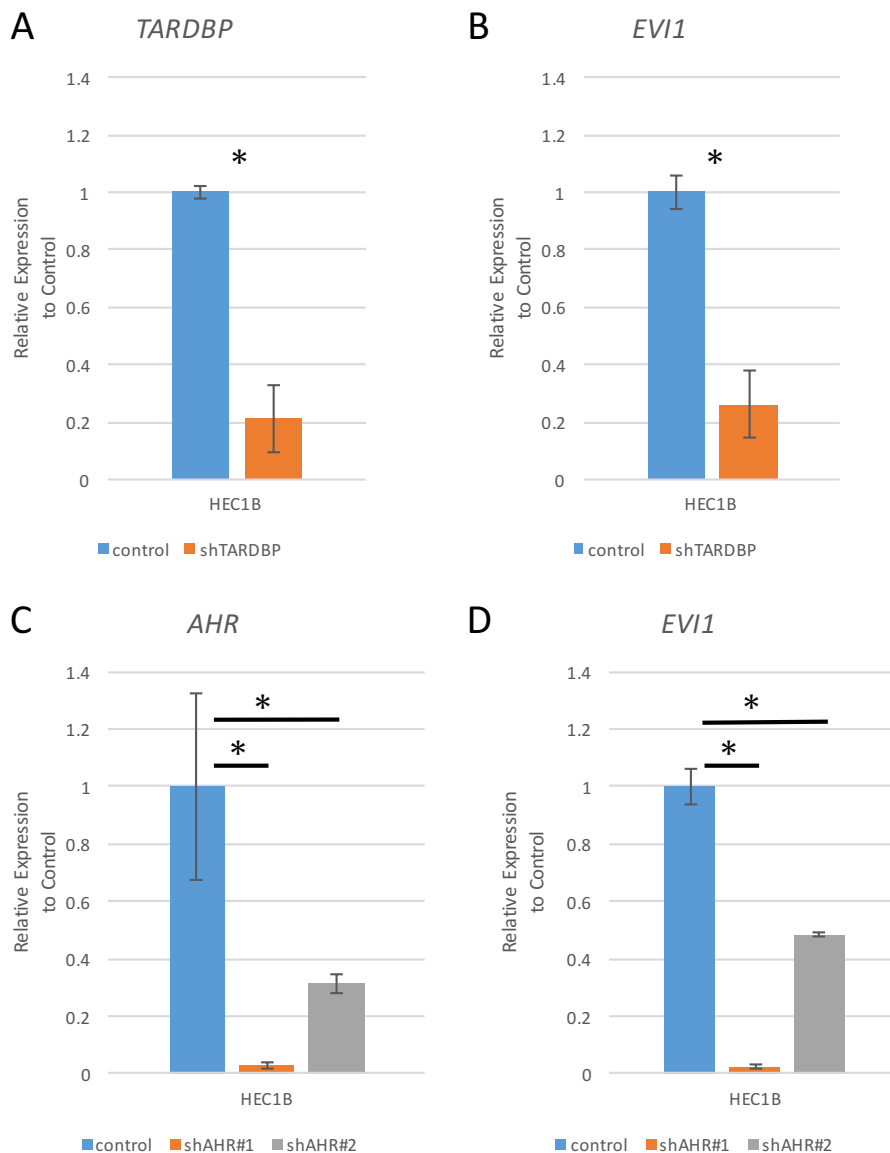 A
TARDBP
1.4
1.2
*
1
0.8
0.6
0.4
0.2
0
Relative Expression
to Control
HEC1B
control shTARDBP
B
EVI1
1.4
1.2
*
1
0.8
0.6
0.4
0.2
0
Relative Expression
to Control
HEC1B
control shTARDBP
C
AHR
1.4
*
1.2
*
1
0.8
0.6
0.4
0.2
0
Relative Expression
to Control
HEC1B
control shAHR#1 shAHR#2
D
EVI1
1.4
*
1.2
*
1
0.8
0.6
0.4
0.2
0
Relative Expression
to Control
HEC1B
control shAHR#1 shAHR#2